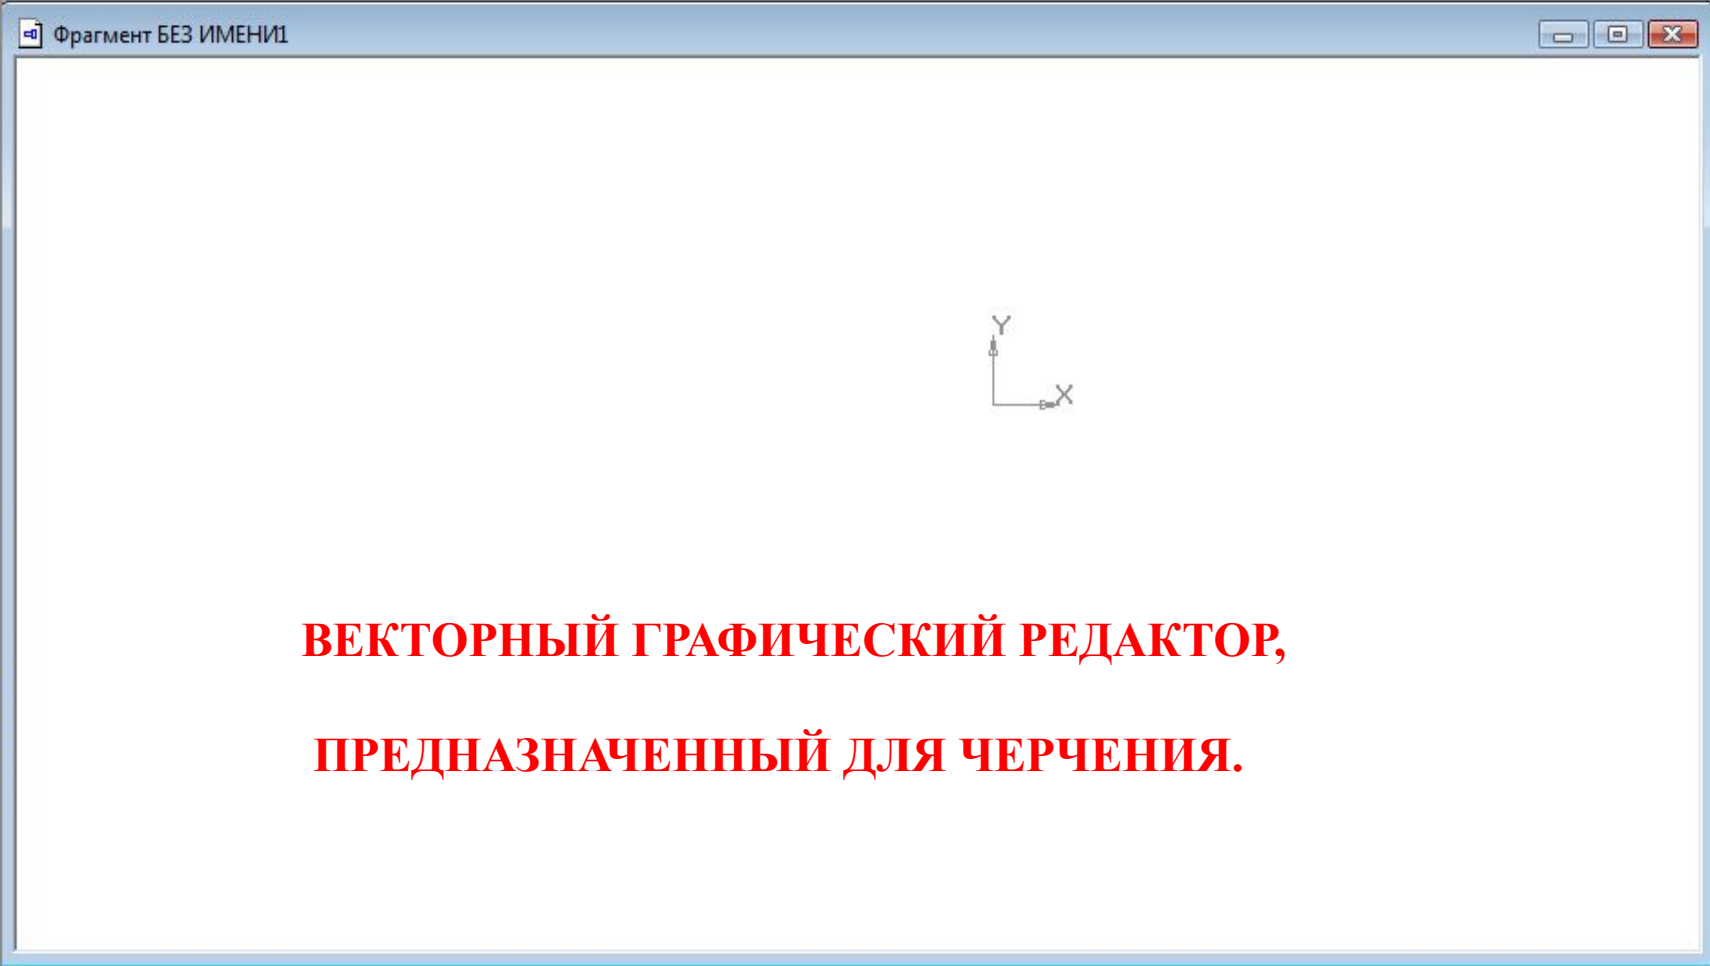 Фрагмент БЕЗ ИМЕНИ1
Y
X
ВЕКТОРНЫЙ ГРАФИЧЕСКИЙ РЕДАКТОР,
ПРЕДНАЗНАЧЕННЫЙ ДЛЯ ЧЕРЧЕНИЯ.